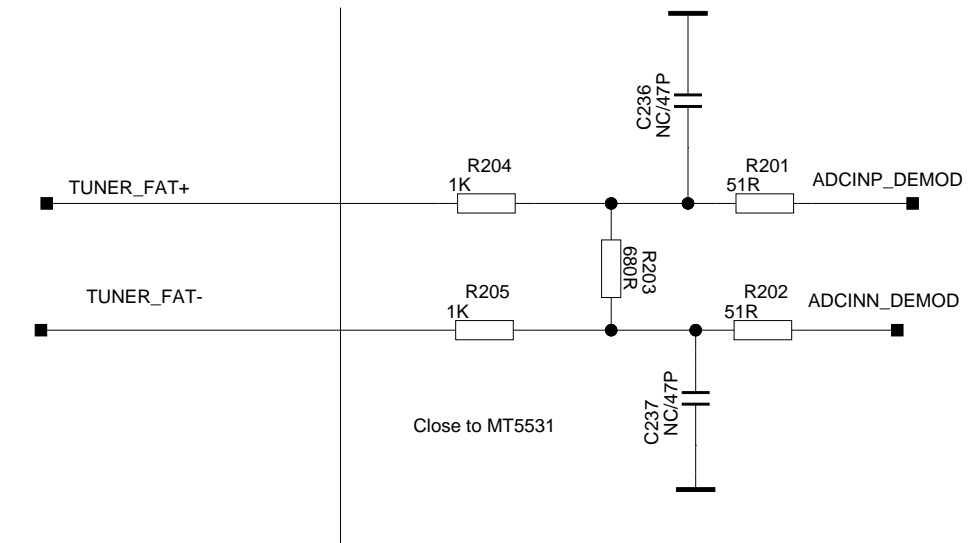 C236
NC/47P
R204
1K
R201
51R
ADCINP_DEMOD
TUNER_FAT+
R203
680R
TUNER_FAT-
R205
1K
R202
51R
ADCINN_DEMOD
C237
NC/47P
Close to MT5531